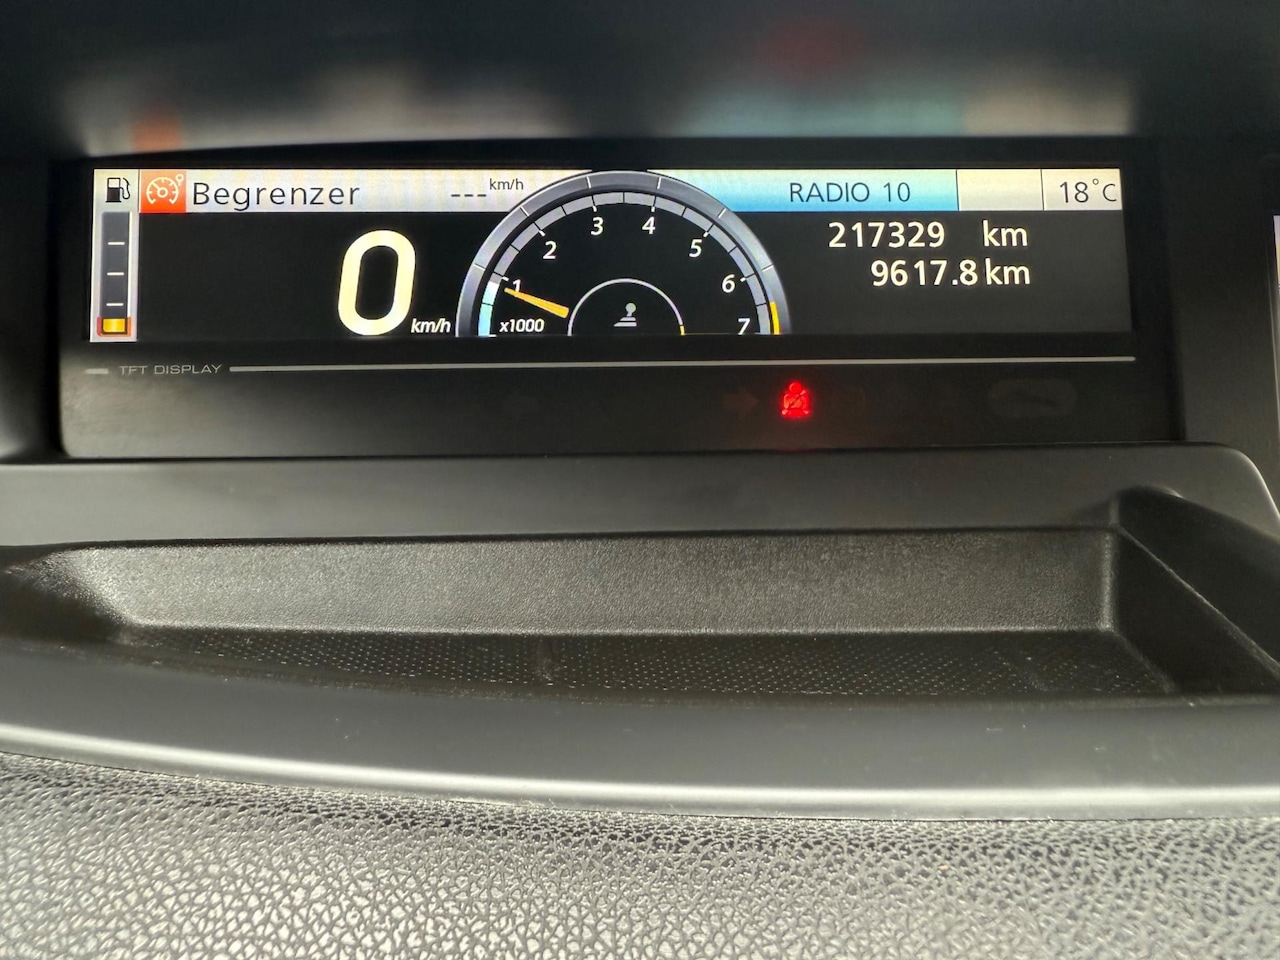 Begrenzer --- km/h
RADIO 10
18°C
217329 km
9617.8 km
0 km/h
1 2 3 4 5 6 7
x1000
TFT DISPLAY